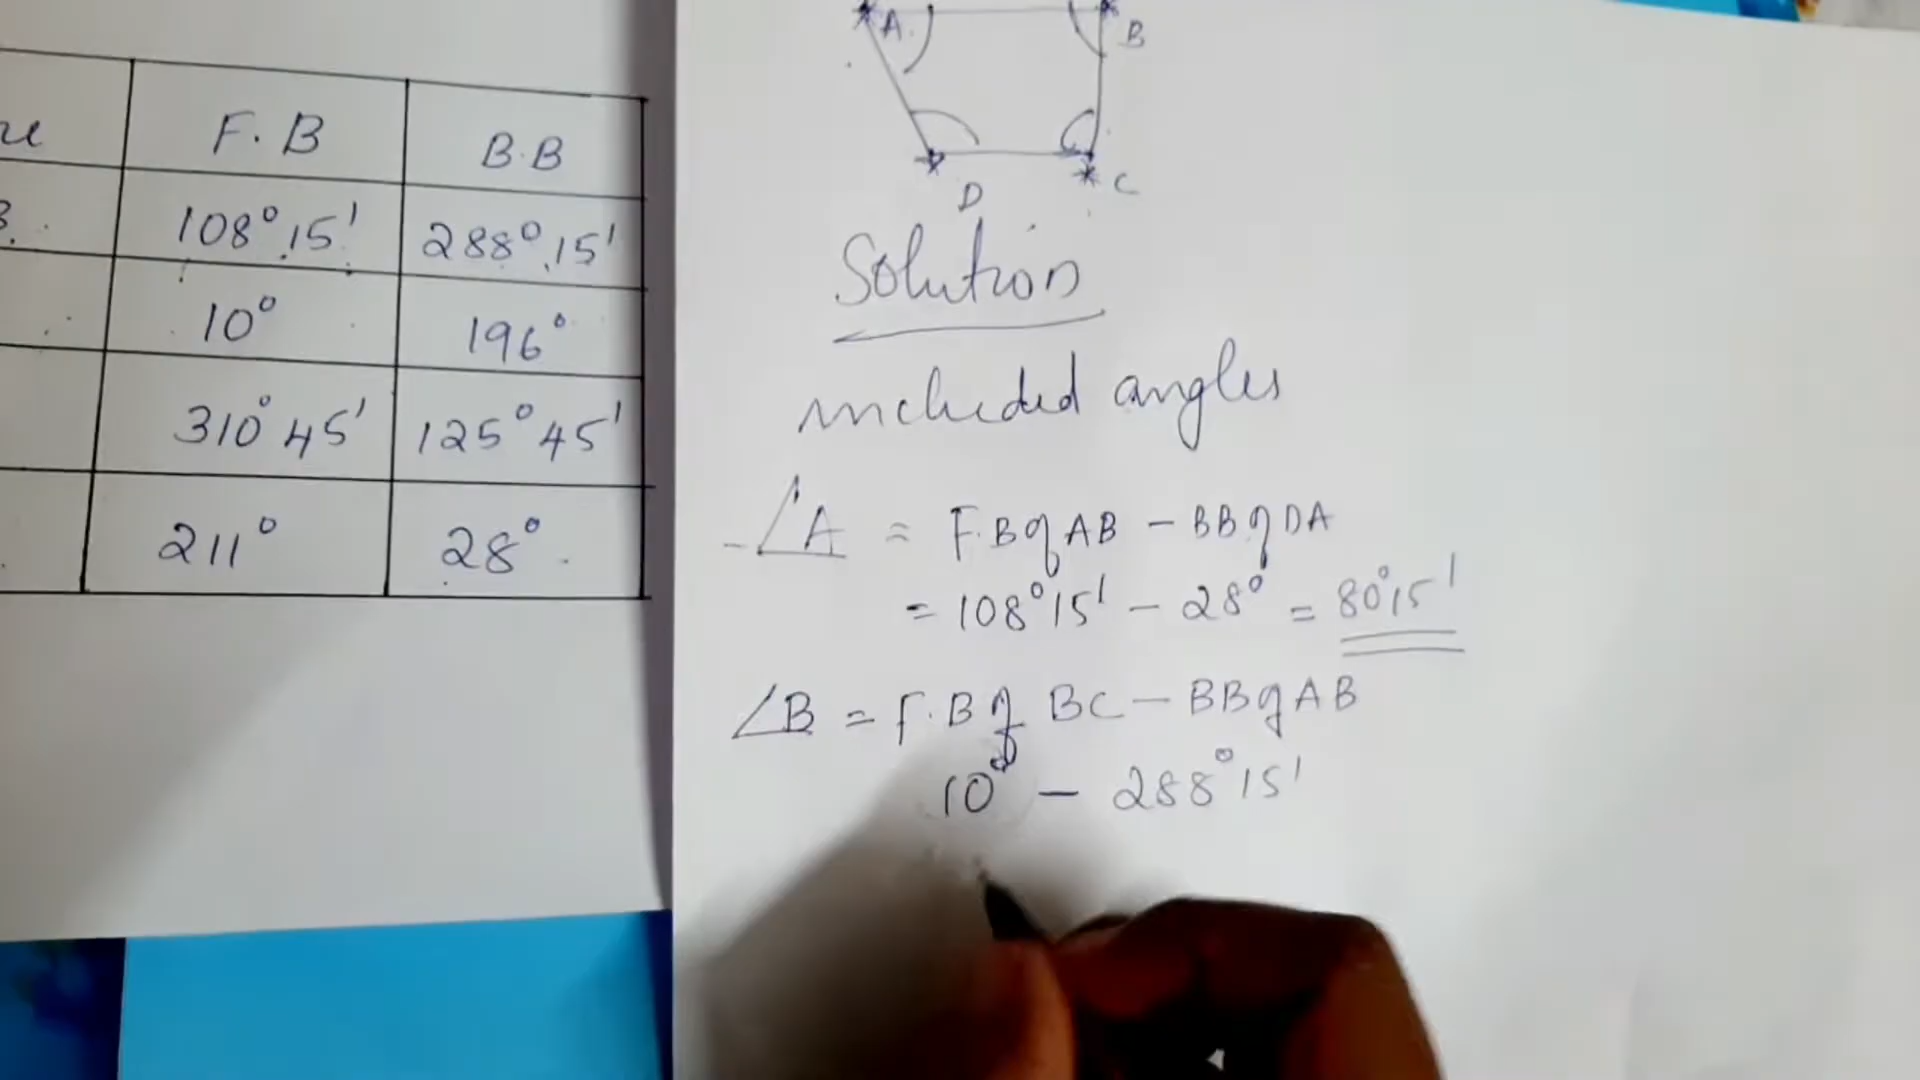 F.B B.B
108°15' 288°15'
10° 196°
310°45' 125°45'
211° 28°
A B
D C
Solution
included angles
∠A = F.B of AB - BB of DA
= 108°15' - 28° = 80°15'
∠B = F.B of BC - BB of AB
10° - 288°15'